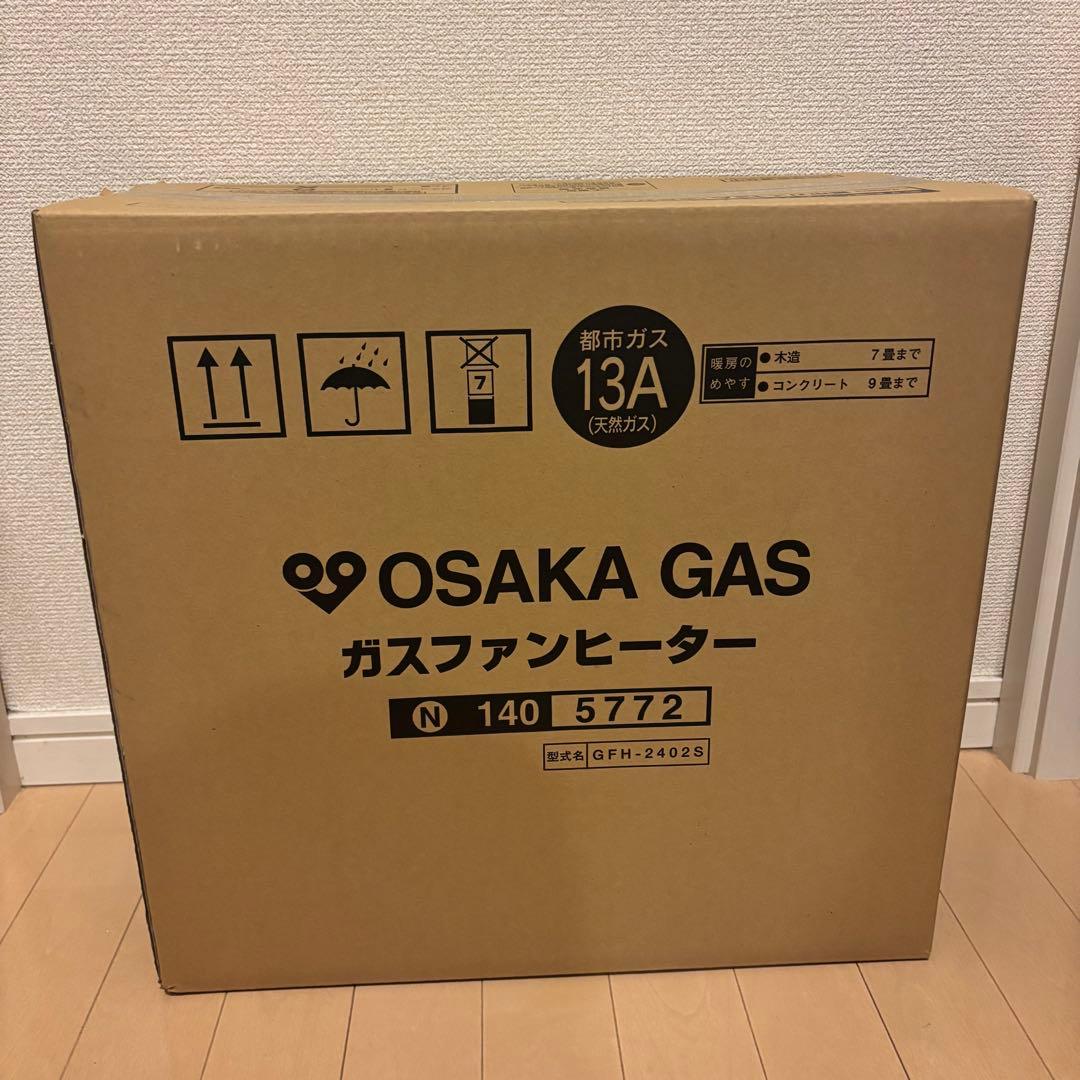 7
都市ガス
13A
(天然ガス)
暖房の
めやす
●木造 7畳まで
●コンクリート 9畳まで
OSAKA GAS
ガスファンヒーター
N 140 5772
型式名 GFH-2402S